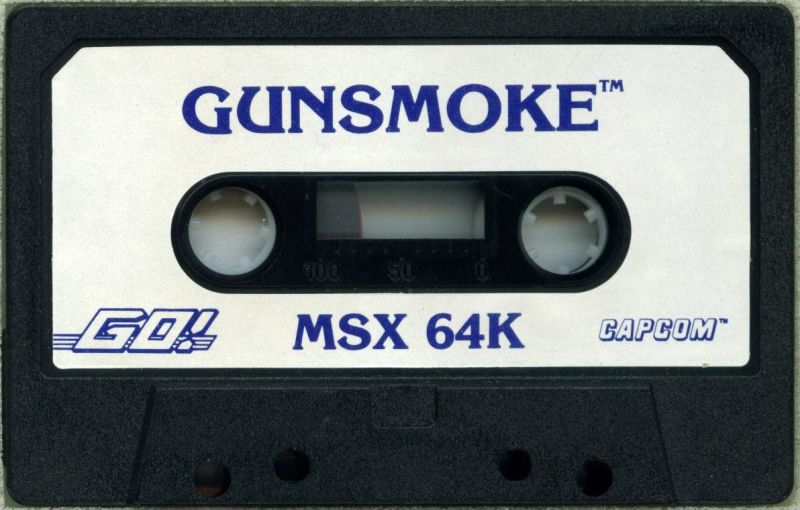 GUNSMOKE™
100 50 0
GO!
MSX 64K
CAPCOM™